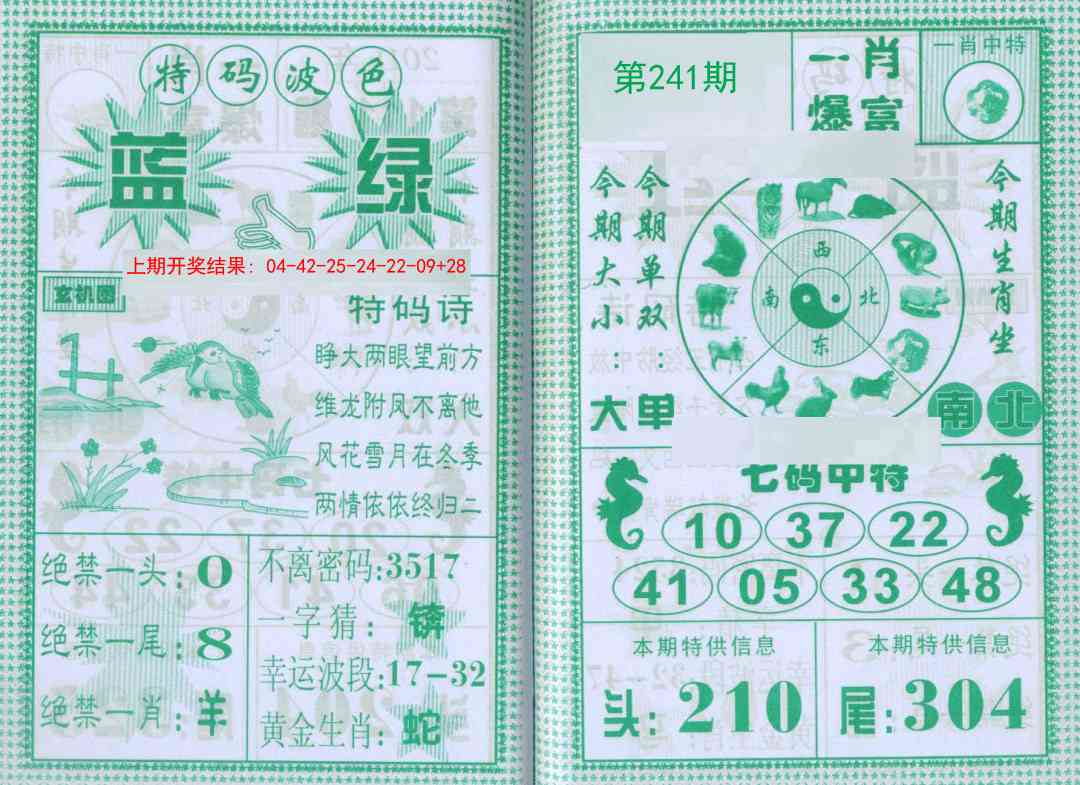 特码波色
蓝 绿
上期开奖结果：04-42-25-24-22-09+28
玄机图
特码诗
睁大两眼望前方
维龙附凤不离他
风花雪月在冬季
两情依依终归二
绝禁一头：0
绝禁一尾：8
绝禁一肖：羊
不离密码:3517
一字猜：
幸运波段:17-32
黄金生肖：蛇
第241期
一肖
爆富
一肖中特
今期大小：
大
今期单双：
单
西
南 北
东
今期生肖坐
南北
七码中特
10 37 22
41 05 33 48
本期特供信息
头：210
本期特供信息
尾：304